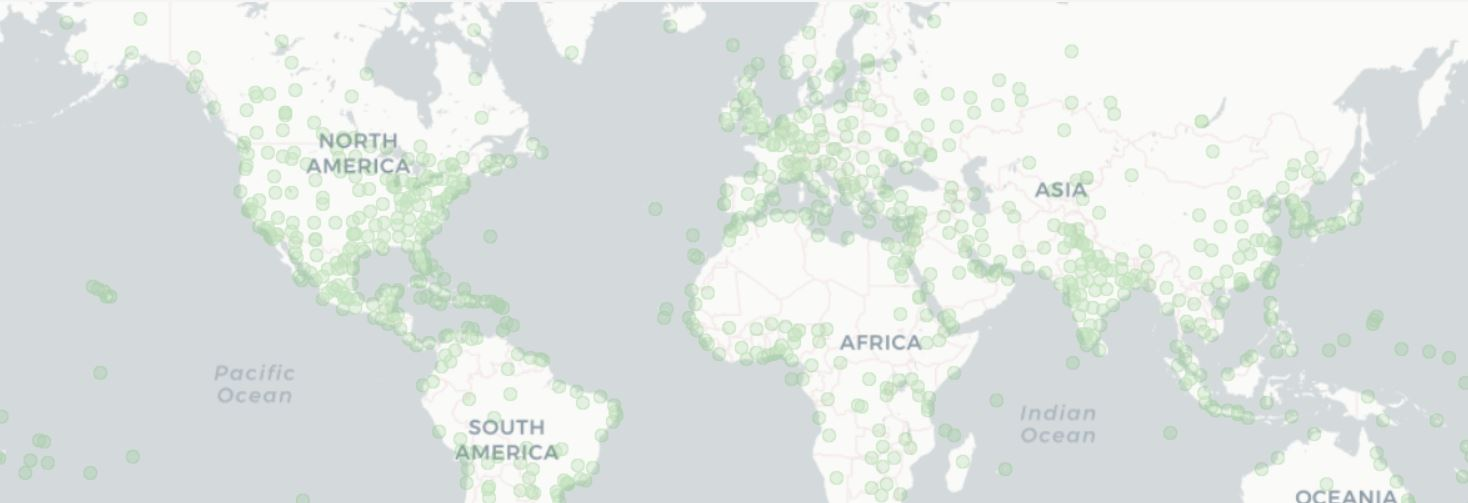 NORTH
AMERICA
ASIA
AFRICA
Pacific
Ocean
SOUTH
AMERICA
Indian
Ocean
OCEANIA